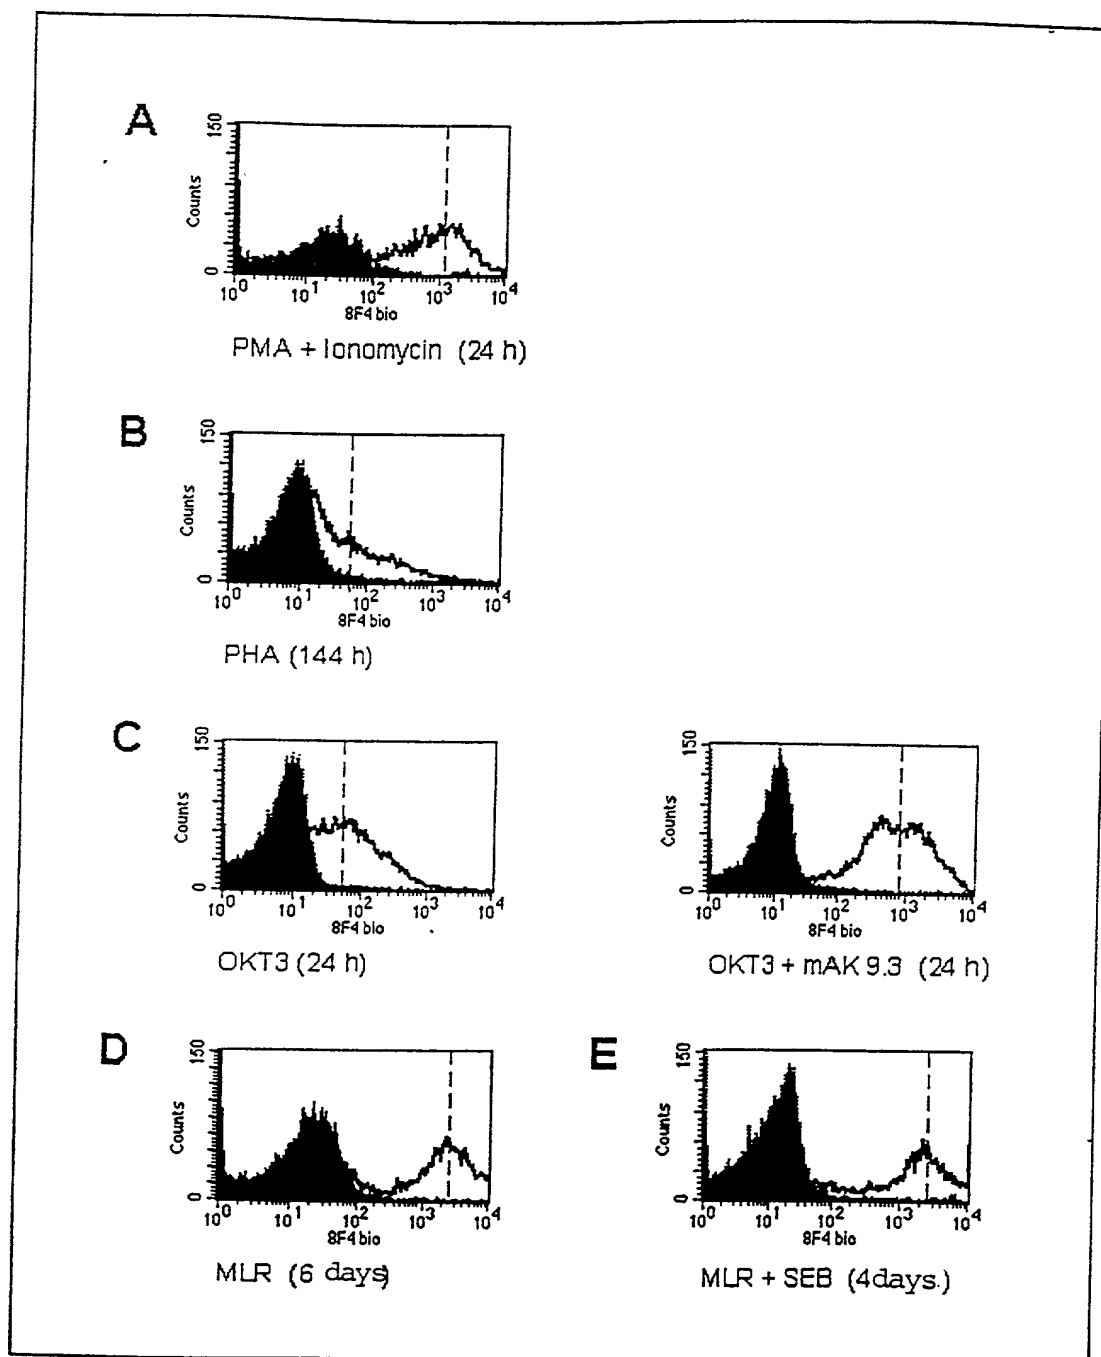 A
150
Counts
0
10^0 10^1 10^2 10^3 10^4
8F4 bio
PMA + Ionomycin (24 h)
B
150
Counts
0
10^0 10^1 10^2 10^3 10^4
8F4 bio
PHA (144 h)
C
150
Counts
0
10^0 10^1 10^2 10^3 10^4
8F4 bio
OKT3 (24 h)
150
Counts
0
10^0 10^1 10^2 10^3 10^4
8F4 bio
OKT3 + mAK 9.3 (24 h)
D
150
Counts
0
10^0 10^1 10^2 10^3 10^4
8F4 bio
MLR (6 days)
E
150
Counts
0
10^0 10^1 10^2 10^3 10^4
8F4 bio
MLR + SEB (4days.)